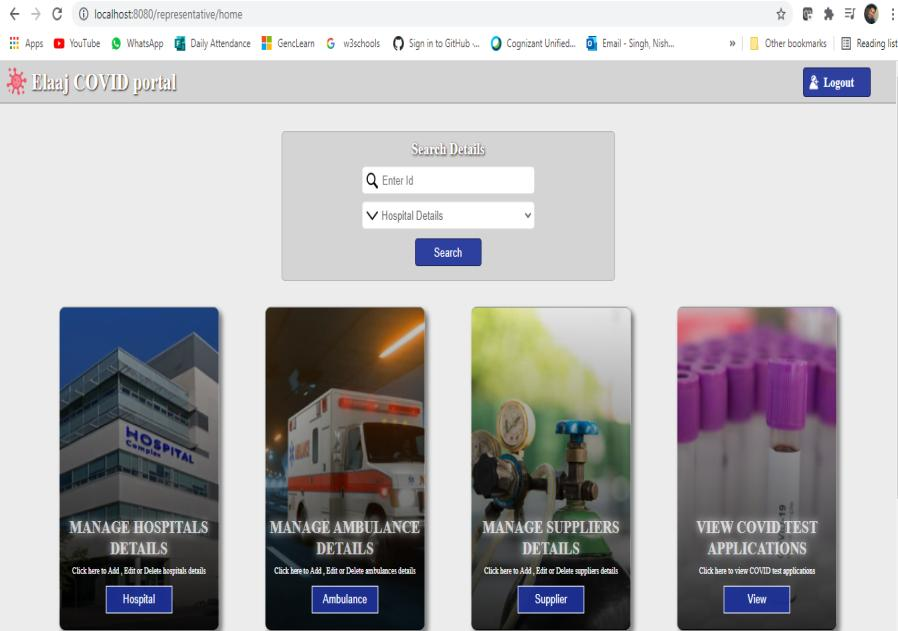 localhost:8080/representative/home
Apps YouTube WhatsApp Daily Attendance GencLearn w3schools Sign in to GitHub -... Cognizant Unified... Email - Singh, Nish... » Other bookmarks Reading list
Elaaj COVID portal
Logout
Search Details
Enter Id
Hospital Details
Search
HOSPITAL
Complex
MANAGE HOSPITALS
DETAILS
Click here to Add , Edit or Delete hospitals details
Hospital
MANAGE AMBULANCE
DETAILS
Click here to Add , Edit or Delete ambulances details
Ambulance
MANAGE SUPPLIERS
DETAILS
Click here to Add , Edit or Delete suppliers details
Supplier
VIEW COVID TEST
APPLICATIONS
Click here to view COVID test applications
View